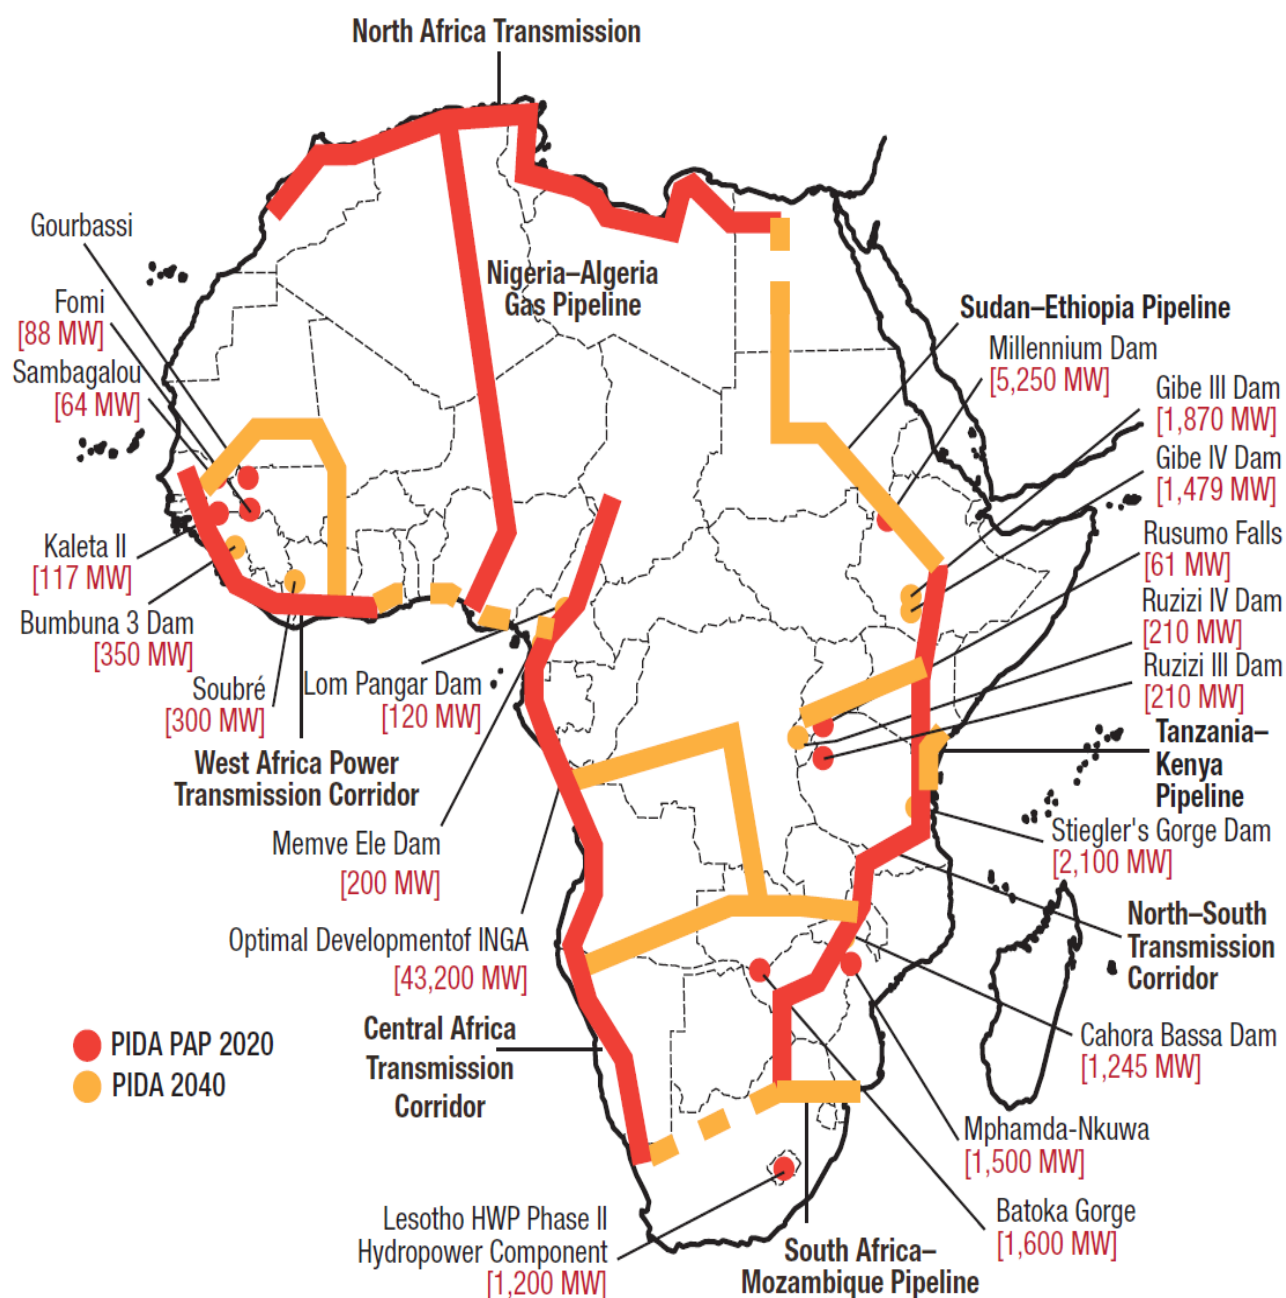 North Africa Transmission
Gourbassi
Fomi
[88 MW]
Sambagalou
[64 MW]
Nigeria–Algeria
Gas Pipeline
Sudan–Ethiopia Pipeline
Millennium Dam
[5,250 MW]
Gibe III Dam
[1,870 MW]
Gibe IV Dam
[1,479 MW]
Rusumo Falls
[61 MW]
Ruzizi IV Dam
[210 MW]
Ruzizi III Dam
[210 MW]
Kaleta II
[117 MW]
Bumbuna 3 Dam
[350 MW]
Soubré
[300 MW]
Lom Pangar Dam
[120 MW]
West Africa Power
Transmission Corridor
Tanzania–
Kenya
Pipeline
Memve Ele Dam
[200 MW]
Stiegler's Gorge Dam
[2,100 MW]
Optimal Developmentof INGA
[43,200 MW]
North–South
Transmission
Corridor
Central Africa
Transmission
Corridor
PIDA PAP 2020
PIDA 2040
Cahora Bassa Dam
[1,245 MW]
Mphamda-Nkuwa
[1,500 MW]
Batoka Gorge
[1,600 MW]
Lesotho HWP Phase II
Hydropower Component
[1,200 MW]
South Africa–
Mozambique Pipeline